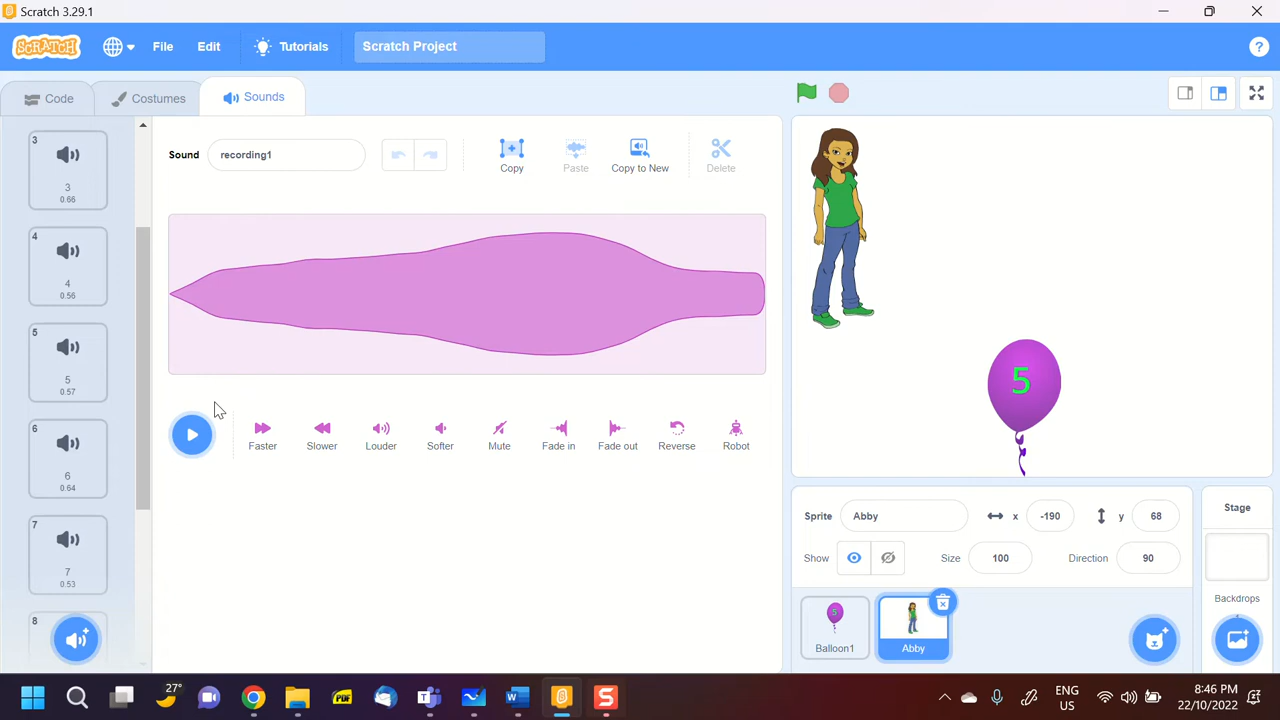 Scratch 3.29.1
SCRATCH File Edit Tutorials Scratch Project ?
Code Costumes Sounds
Sound recording1 Copy Paste Copy to New Delete
3
3
0.66
4
4
0.56
5
5
0.57
6
6
0.64
7
7
0.53
8
Faster Slower Louder Softer Mute Fade in Fade out Reverse Robot
5
Sprite Abby x -190 y 68
Show Size 100 Direction 90
Stage
Backdrops
5
Balloon1 Abby
27° PDF W S ENG 8:46 PM
US 22/10/2022